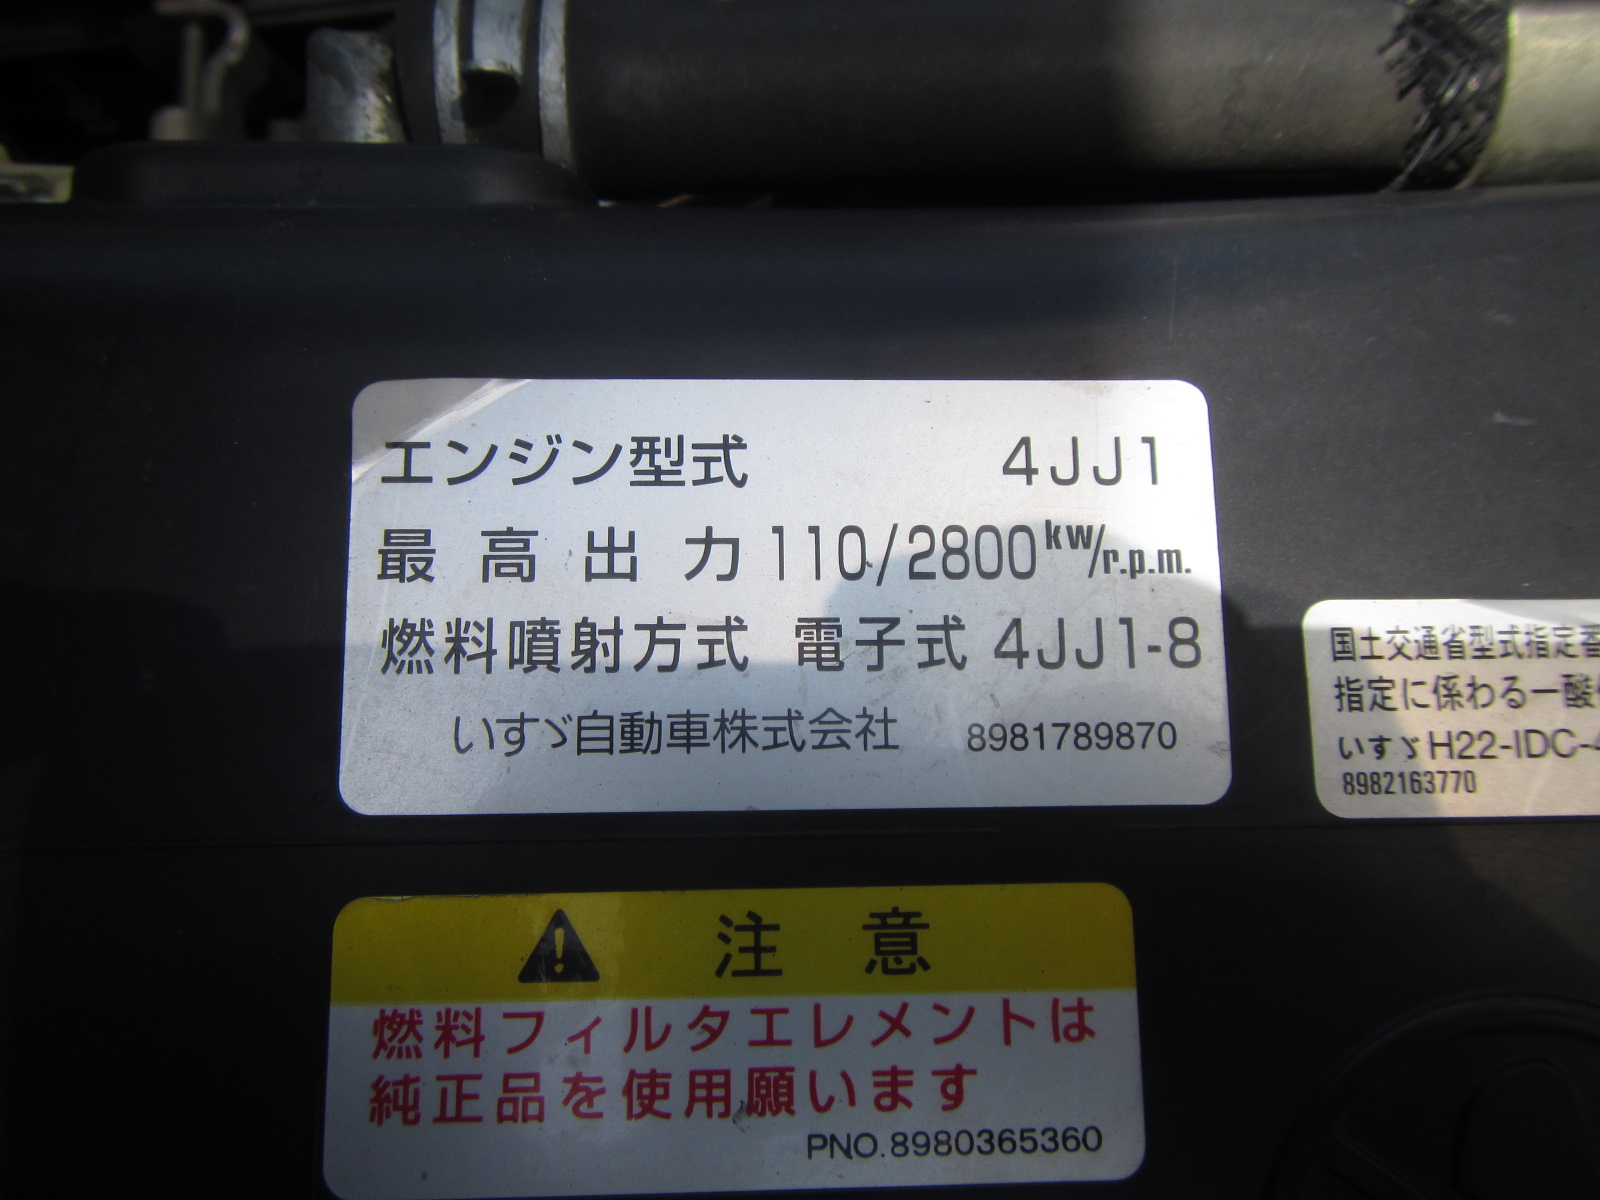 エンジン型式 4JJ1
最高出力 110/2800 kw/r.p.m.
燃料噴射方式 電子式 4JJ1-8
いすゞ自動車株式会社 8981789870
国土交通省型式指定番
指定に係わる一酸
いすゞH22-IDC-
8982163770
注意
燃料フィルタエレメントは
純正品を使用願います
PNO.8980365360